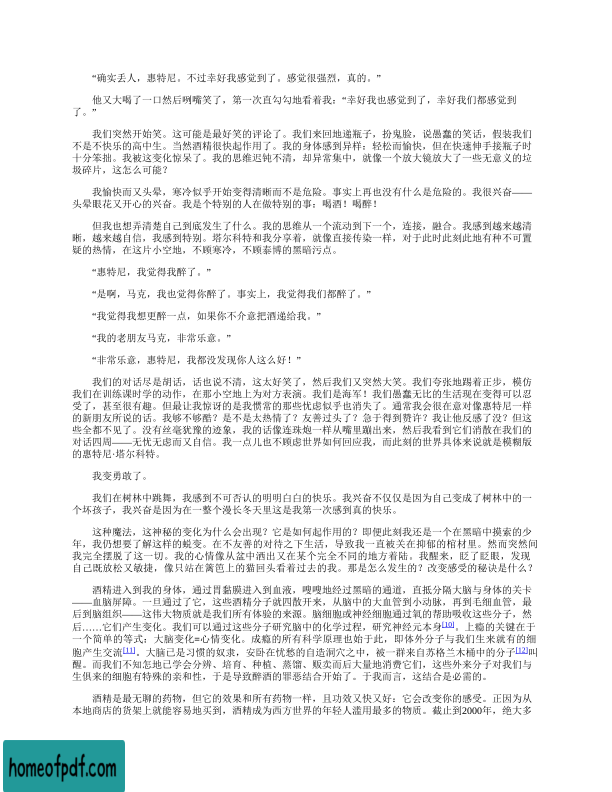 “确实丢人，惠特尼。不过幸好我感觉到了。感觉很强烈，真的。”
他又大喝了一口然后咧嘴笑了，第一次直勾勾地看着我：“幸好我也感觉到了，幸好我们都感觉到
了。”
我们突然开始笑。这可能是最好笑的评论了。我们来回地递瓶子，扮鬼脸，说愚蠢的笑话，假装我们
不是不快乐的高中生。当然酒精很快起作用了。我的身体感到异样：轻松而愉快，但在快速伸手接瓶子时
十分笨拙。我被这变化惊呆了。我的思维迟钝不清，却异常集中，就像一个放大镜放大了一些无意义的垃
圾碎片，这怎么可能？
我愉快而又头晕，寒冷似乎开始变得清晰而不是危险。事实上再也没有什么是危险的。我很兴奋——
头晕眼花又开心的兴奋。我是个特别的人在做特别的事：喝酒！喝醉！
但我也想弄清楚自己到底发生了什么。我的思维从一个流动到下一个，连接，融合。我感到越来越清
晰，越来越自信，我感到特别。塔尔科特和我分享着，就像直接传染一样，对于此时此刻此地有种不可置
疑的热情，在这片小空地，不顾寒冷，不顾泰博的黑暗污点。
“惠特尼，我觉得我醉了。”
“是啊，马克，我也觉得你醉了。事实上，我觉得我们都醉了。”
“我觉得我想更醉一点，如果你不介意把酒递给我。”
“我的老朋友马克，非常乐意。”
“非常乐意，惠特尼，我都没发现你人这么好！”
我们的对话尽是胡话，话也说不清，这太好笑了，然后我们又突然大笑。我们夸张地踢着正步，模仿
我们在训练课时学的动作，在那小空地上为对方表演。我们是海军！我们愚蠢无比的生活现在变得可以忍
受了，甚至很有趣。但最让我惊讶的是我惯常的那些忧虑似乎也消失了。通常我会很在意对像惠特尼一样
的新朋友所说的话。我够不够酷？是不是太热情了？友善过头了？急于得到赞许？我让他反感了没？但这
些全都不见了。没有丝毫犹豫的迹象，我的话像连珠炮一样从嘴里蹦出来，然后我看到它们消散在我们的
对话四周——无忧无虑而又自信。我一点儿也不顾虑世界如何回应我，而此刻的世界具体来说就是模糊版
的惠特尼·塔尔科特。
我变勇敢了。
我们在树林中跳舞，我感到不可否认的明明白白的快乐。我兴奋不仅仅是因为自己变成了树林中的一
个坏孩子，我兴奋是因为在一整个漫长冬天里这是我第一次感到真的快乐。
这种魔法，这神秘的变化为什么会出现？它是如何起作用的？即便此刻我还是一个在黑暗中摸索的少
年，我仍想要了解这样的蜕变。在不友善的对待之下生活，导致我一直被关在抑郁的棺材里。然而突然间
我完全摆脱了这一切。我的心情像从盆中洒出又在某个完全不同的地方着陆。我醒来，眨了眨眼，发现
自己既放松又敏捷，像只站在篱笆上的猫回头看着过去的我。那是怎么发生的？改变感受的秘诀是什么？
酒精进入到我的身体，通过胃黏膜进入到血液，嗖嗖地经过黑暗的通道，直抵分隔大脑与身体的关卡
——血脑屏障。一旦通过了它，这些酒精分子就四散开来，从脑中的大血管到小动脉，再到毛细血管，最
后到脑组织——这伟大物质就是我们所有体验的来源。脑细胞或神经细胞通过氧的帮助吸收这些分子，然
后……它们产生变化。我们可以通过这些分子研究脑中的化学过程，研究神经元本身[10]。上瘾的关键在于
一个简单的等式：大脑变化=心情变化。成瘾的所有科学原理也始于此，即体外分子与我们生来就有的细
胞产生交流[11]。大脑已是习惯的奴隶，安卧在忧愁的自造洞穴之中，被一群来自苏格兰木桶中的分子[12]叫
醒。而我们不知怎地已学会分辨、培育、种植、蒸馏、贩卖而后大量地消费它们，这些外来分子对我们与
生俱来的细胞有特殊的亲和性，于是导致醉酒的罪恶结合开始了。于我而言，这结合是必需的。
酒精是最无聊的药物，但它的效果和所有药物一样，且功效又快又好：它会改变你的感受。正因为从
本地商店的货架上就能容易地买到，酒精成为西方世界的年轻人滥用最多的物质。截止到2000年，绝大多
homeofpdf.com